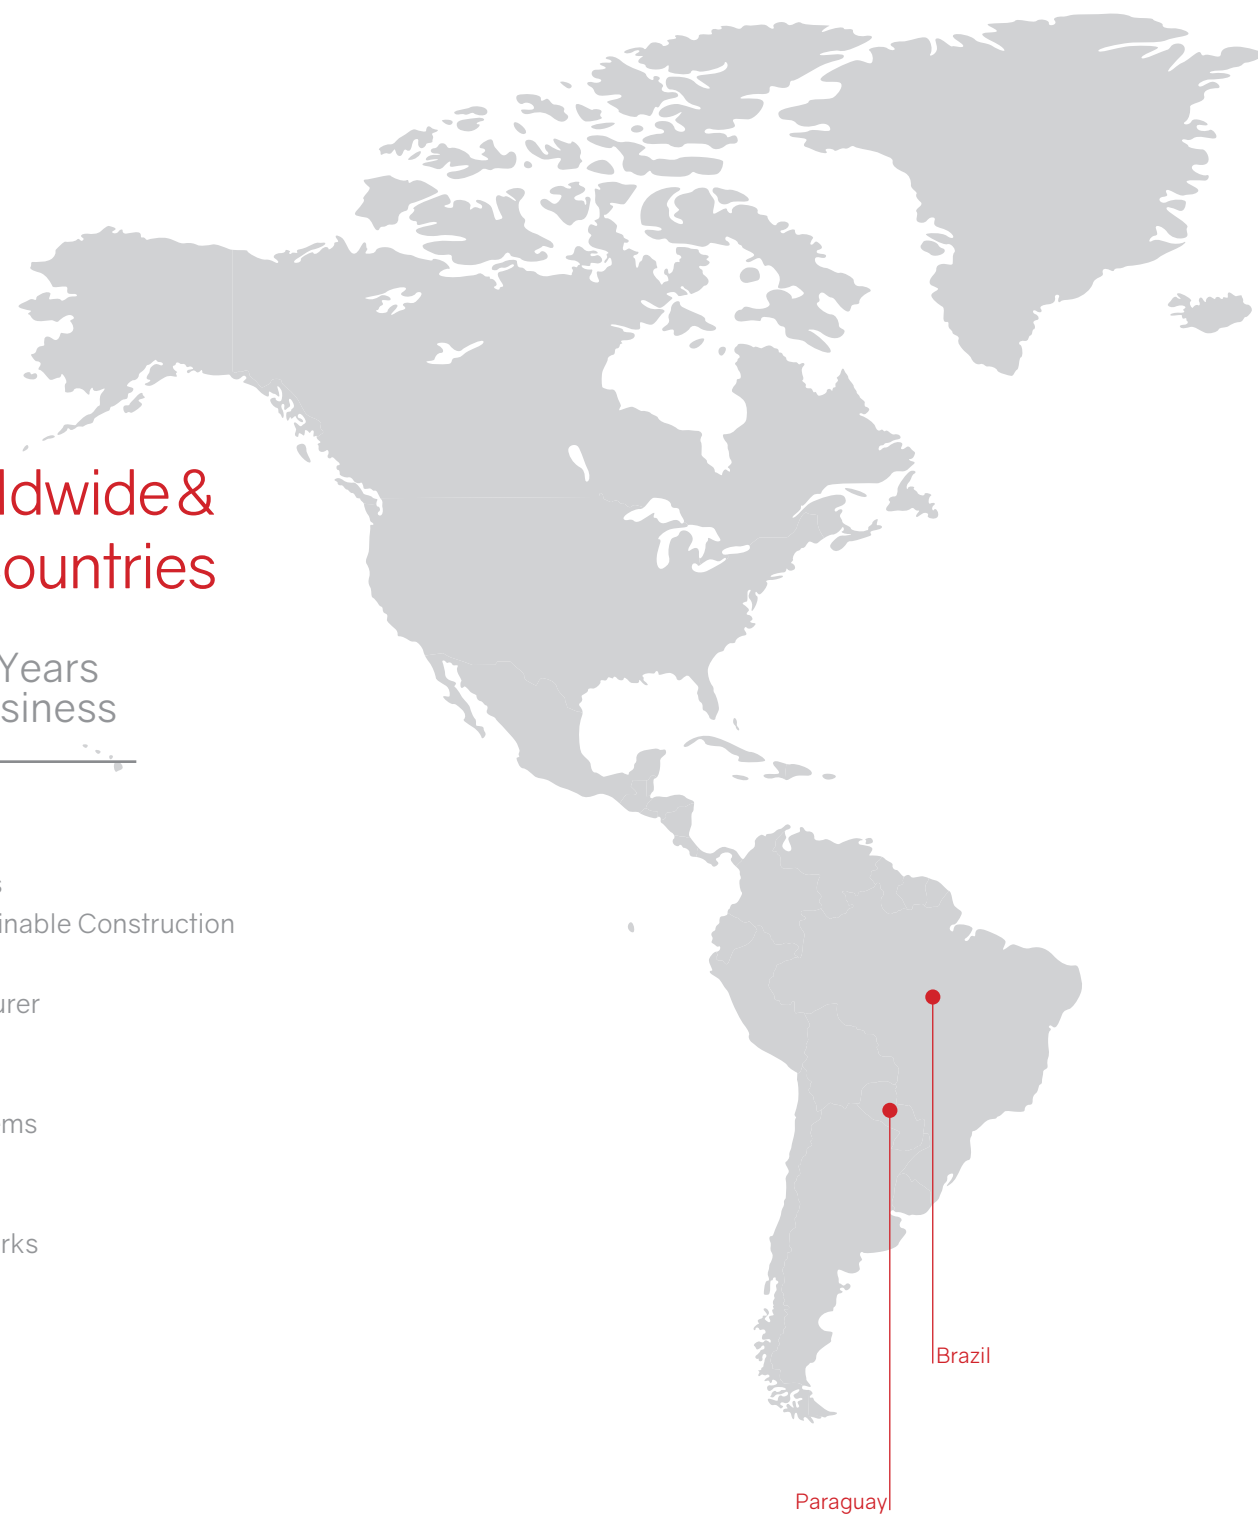 ldwide &
ountries
Years
siness
s
inable Construction
urer
ms
rks
Brazil
Paraguay